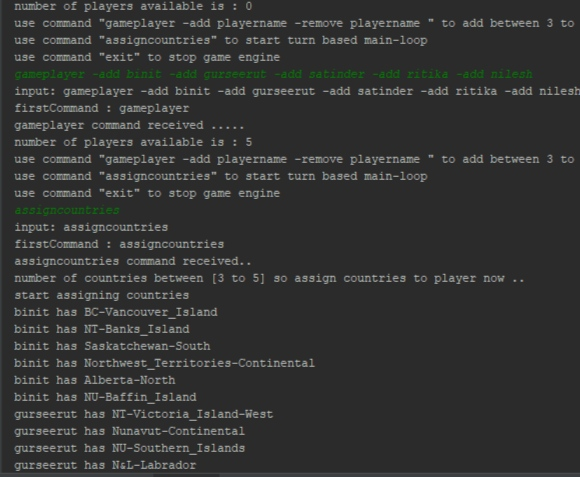 number of players available is : 0
use command "gameplayer -add playername -remove playername " to add between 3 to
use command "assigncountries" to start turn based main-loop
use command "exit" to stop game engine
gameplayer -add binit -add gurseerut -add satinder -add ritika -add nilesh
input: gameplayer -add binit -add gurseerut -add satinder -add ritika -add nilesh
firstCommand : gameplayer
gameplayer command received .....
number of players available is : 5
use command "gameplayer -add playername -remove playername " to add between 3 to
use command "assigncountries" to start turn based main-loop
use command "exit" to stop game engine
assigncountries
input: assigncountries
firstCommand : assigncountries
assigncountries command received..
number of countries between [3 to 5] so assign countries to player now ..
start assigning countries
binit has BC-Vancouver_Island
binit has NT-Banks_Island
binit has Saskatchewan-South
binit has Northwest_Territories-Continental
binit has Alberta-North
binit has NU-Baffin_Island
gurseerut has NT-Victoria_Island-West
gurseerut has Nunavut-Continental
gurseerut has NU-Southern_Islands
gurseerut has N&L-Labrador